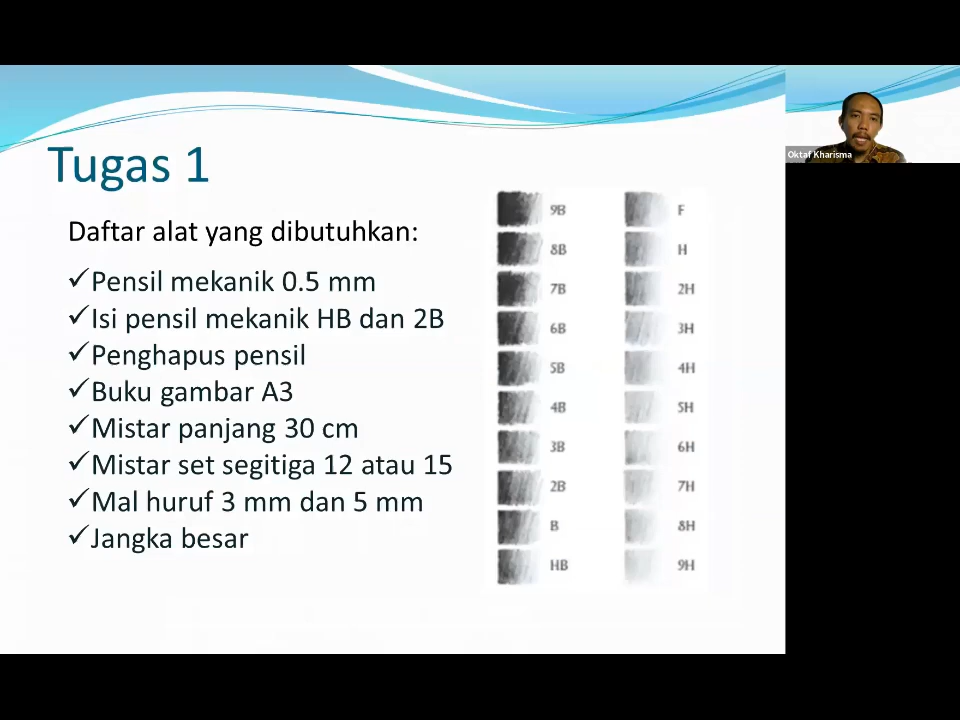 Tugas 1
Daftar alat yang dibutuhkan:
✓Pensil mekanik 0.5 mm
✓Isi pensil mekanik HB dan 2B
✓Penghapus pensil
✓Buku gambar A3
✓Mistar panjang 30 cm
✓Mistar set segitiga 12 atau 15
✓Mal huruf 3 mm dan 5 mm
✓Jangka besar
9B F
8B H
7B 2H
6B 3H
5B 4H
4B 5H
3B 6H
2B 7H
B 8H
HB 9H
Oktaf Kharisma